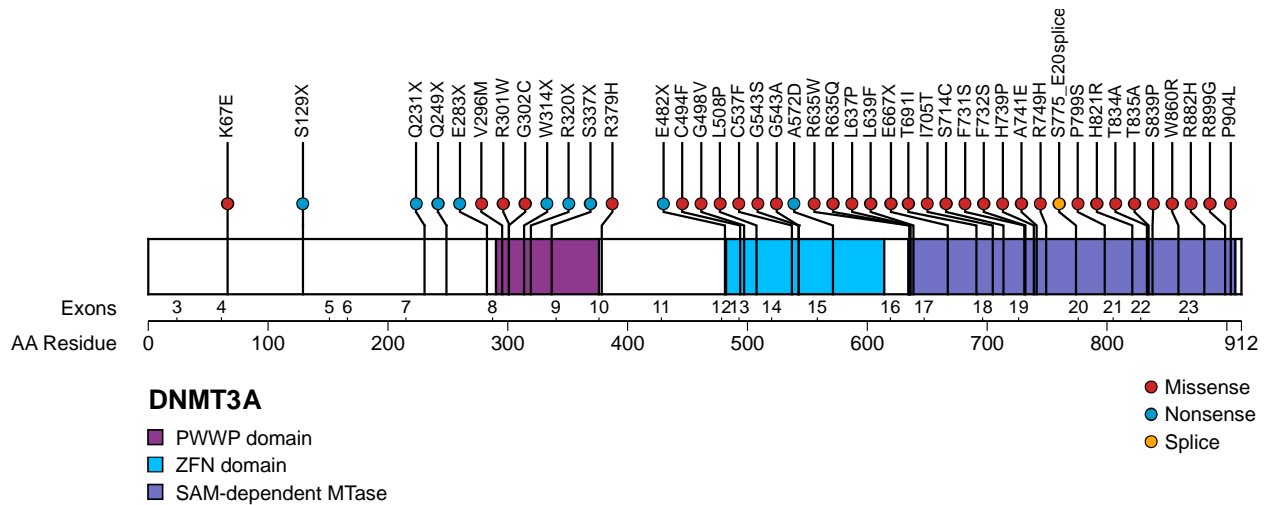 K67E
S129X
Q231X
Q249X
E283X
V296M
R301W
G302C
W314X
R320X
S337X
R379H
E482X
C494F
G498V
L508P
C537F
G543S
G543A
A572D
R635W
R635Q
L637P
L639F
E667X
T691I
I705T
S714C
F731S
F732S
H739P
A741E
R749H
S775_E20splice
P799S
H821R
T834A
T835A
S839P
W860R
R882H
R899G
P904L
Exons 3 4 5 6 7 8 9 10 11 12 13 14 15 16 17 18 19 20 21 22 23
AA Residue 0 100 200 300 400 500 600 700 800 912
DNMT3A
PWWP domain
ZFN domain
SAM-dependent MTase
Missense
Nonsense
Splice